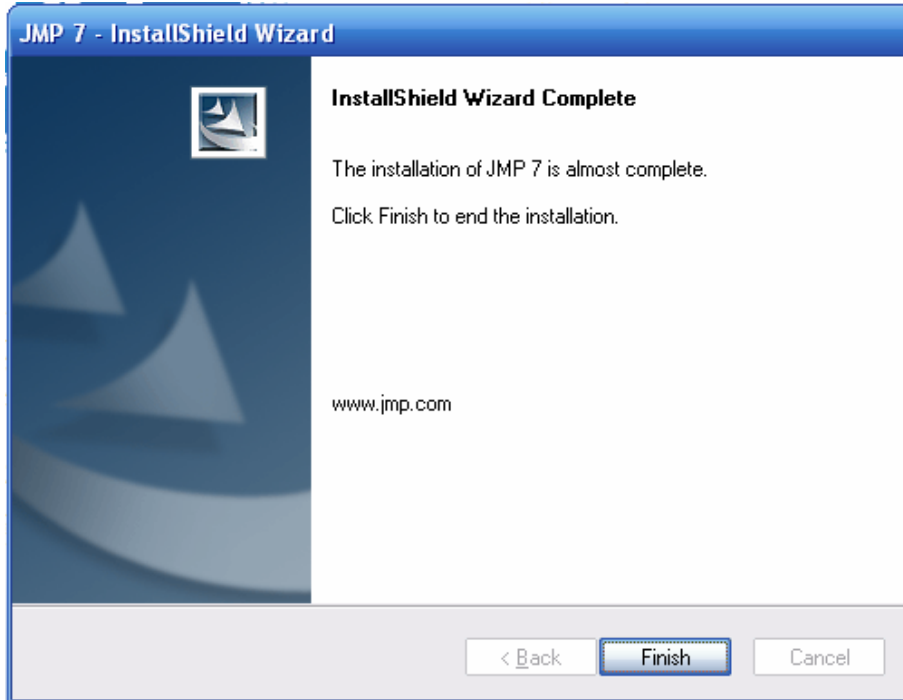 JMP 7 - InstallShield Wizard
InstallShield Wizard Complete
The installation of JMP 7 is almost complete.
Click Finish to end the installation.
www.jmp.com
< Back Finish Cancel